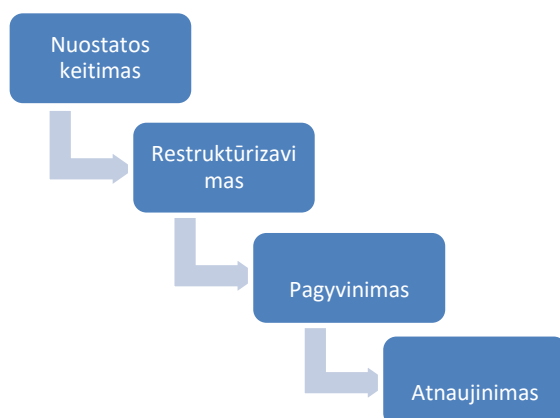 Nuostatos
keitimas
Restruktūrizavi
mas
Pagyvinimas
Atnaujinimas